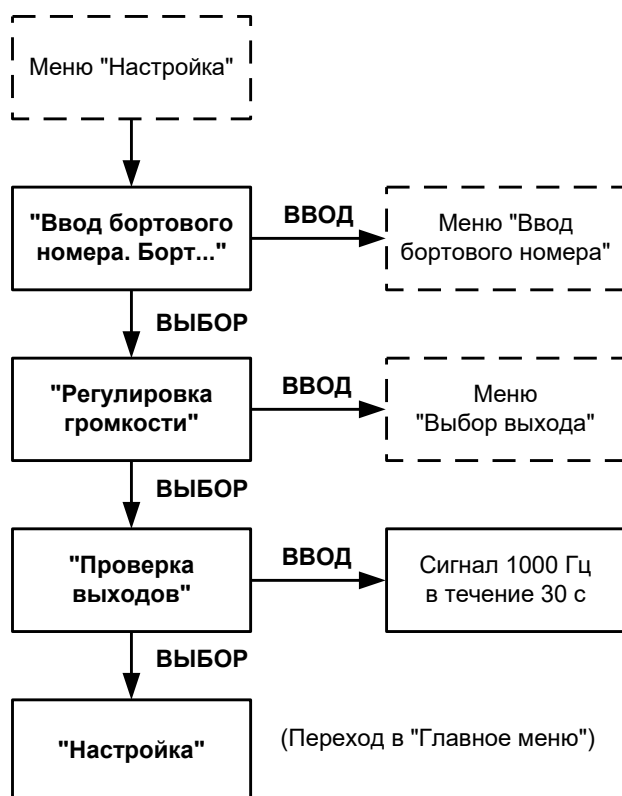 Меню "Настройка"
"Ввод бортового
номера. Борт..."
ВВОД
Меню "Ввод
бортового номера"
ВЫБОР
"Регулировка
громкости"
ВВОД
Меню
"Выбор выхода"
ВЫБОР
"Проверка
выходов"
ВВОД
Сигнал 1000 Гц
в течение 30 с
ВЫБОР
"Настройка"
(Переход в "Главное меню")